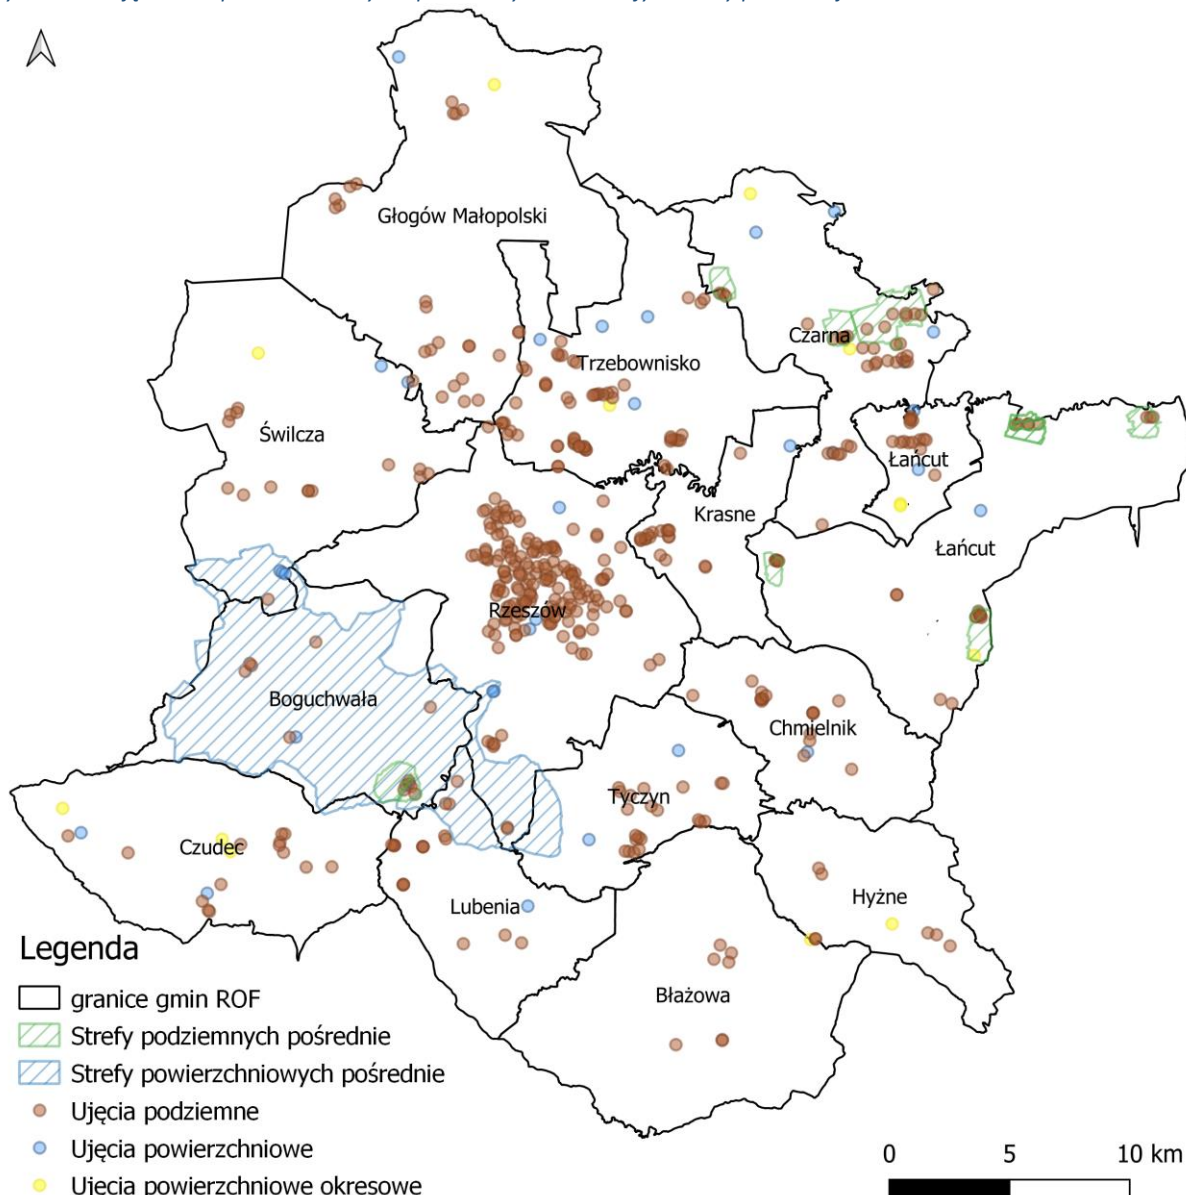 Głogów Małopolski
Czarna
Trzebownisko
Świlcza
Łańcut
Krasne
Łańcut
Rzeszów
Boguchwała
Chmielnik
Tyczyn
Czudec
Hyżne
Lubenia
Błażowa
Legenda
granice gmin ROF
Strefy podziemnych pośrednie
Strefy powierzchniowych pośrednie
Ujęcia podziemne
Ujęcia powierzchniowe
Ujęcia powierzchniowe okresowe
0 5 10 km